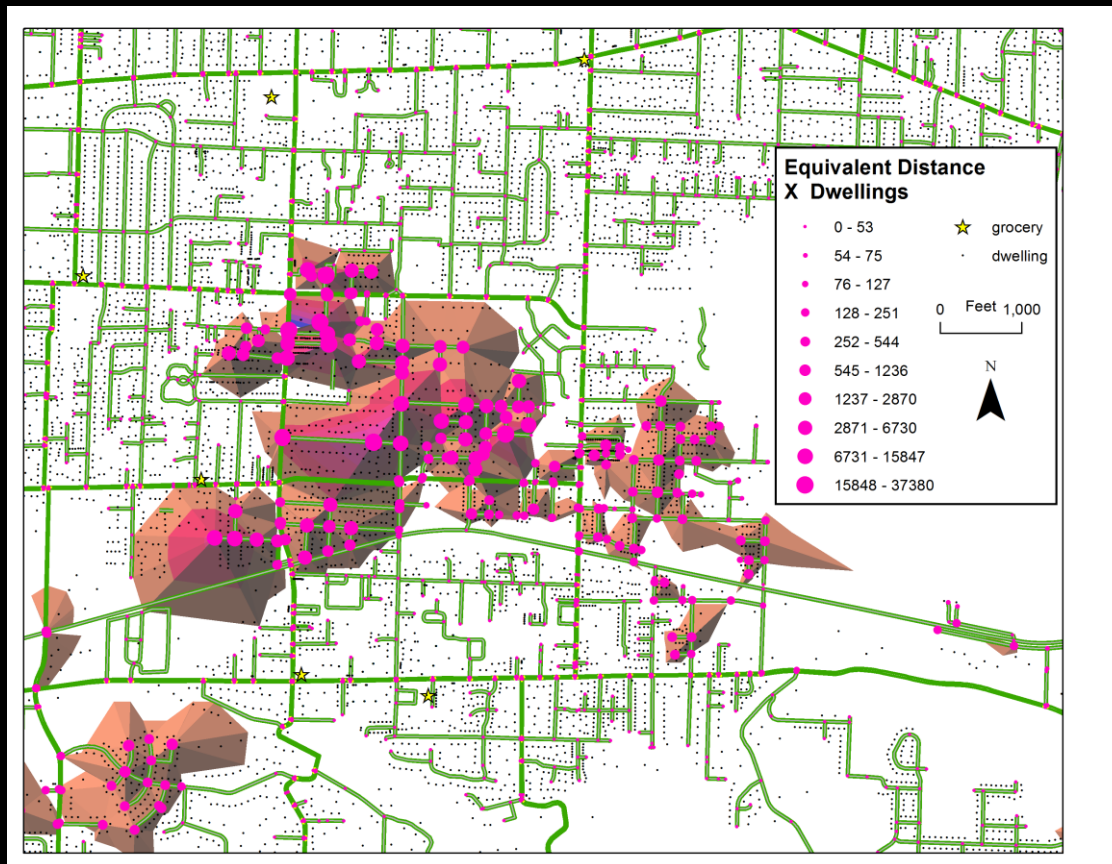 Equivalent Distance
X Dwellings
0 - 53
grocery
54 - 75
dwelling
76 - 127
128 - 251
0 Feet 1,000
252 - 544
545 - 1236
N
1237 - 2870
2871 - 6730
6731 - 15847
15848 - 37380